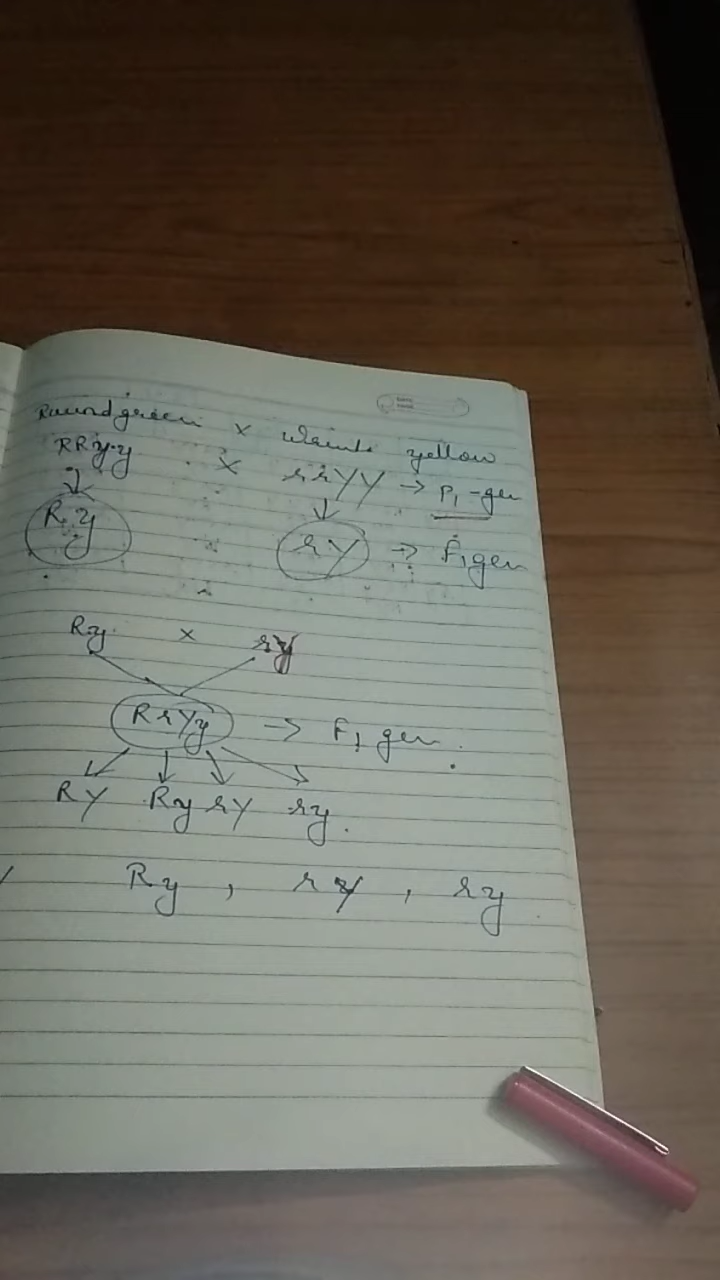 Round green × yellow
RRyy × rrYY → P1-gen
Ry rY → F1gen
Ry × rY
RrYy → F1 gen.
RY Ry rY ry.
Ry , rY , ry